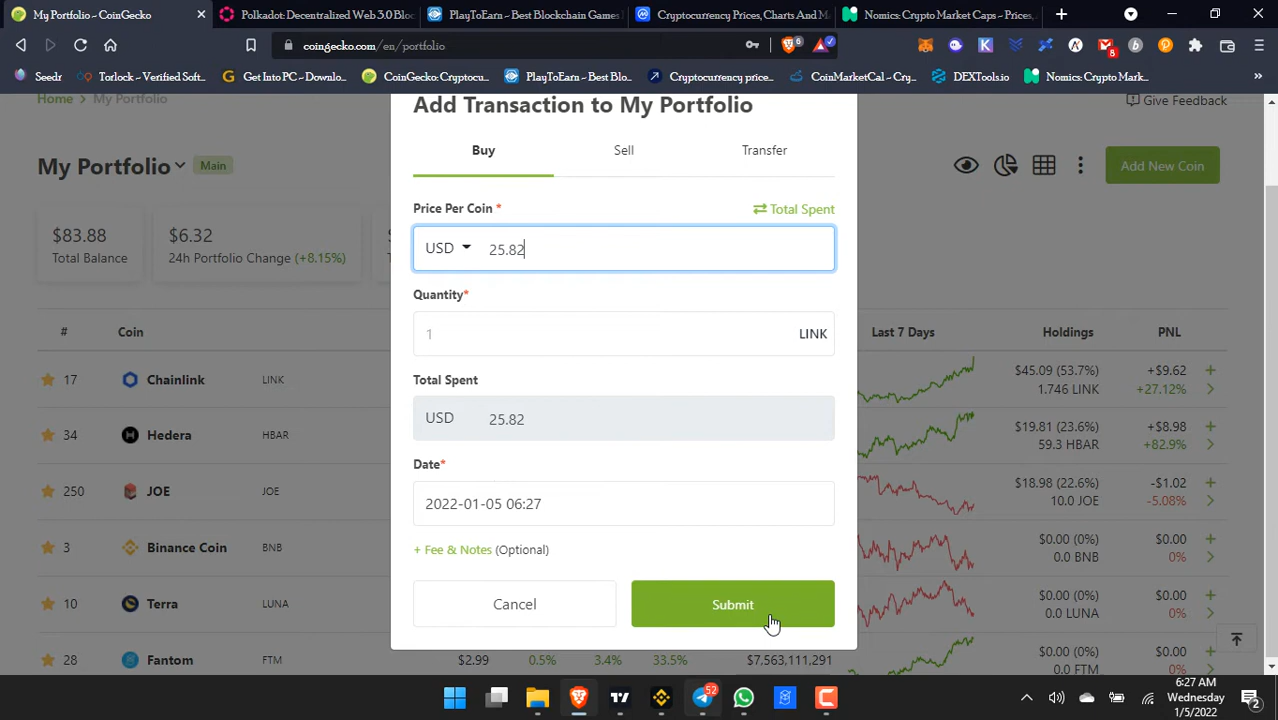 My Portfolio - CoinGecko
Polkadot: Decentralized Web 3.0 Bloc
PlayToEarn - Best Blockchain Games
Cryptocurrency Prices, Charts And M
Nomics: Crypto Market Caps - Prices,
coingecko.com/en/portfolio
6
8
Seedr
Torlock - Verified Soft...
Get Into PC - Downlo...
CoinGecko: Cryptocu...
PlayToEarn - Best Blo...
Cryptocurrency price...
CoinMarketCal - Cry...
DEXTool.io
Nomics: Crypto Mark...
»
Home > My Portfolio
Give Feedback
My Portfolio
Main
Add New Coin
$83.88
Total Balance
$6.32
24h Portfolio Change (+8.15%)
Add Transaction to My Portfolio
Buy
Sell
Transfer
Price Per Coin *
Total Spent
USD
25.82
Quantity*
1
LINK
Total Spent
USD
25.82
Date*
2022-01-05 06:27
+ Fee & Notes (Optional)
Cancel
Submit
#
Coin
Last 7 Days
Holdings
PNL
17
Chainlink
LINK
$45.09 (53.7%)
1.746 LINK
+$9.62
+27.12%
34
Hedera
HBAR
$19.81 (23.6%)
59.3 HBAR
+$8.98
+82.9%
250
JOE
JOE
$18.98 (22.6%)
10.0 JOE
-$1.02
-5.08%
3
Binance Coin
BNB
$0.00 (0%)
0.0 BNB
$0.00
0%
10
Terra
LUNA
$0.00 (0%)
0.0 LUNA
$0.00
0%
28
Fantom
FTM
$2.99
0.5%
3.4%
33.5%
$7,563,111,291
$0.00 (0%)
0.0 FTM
$0.00
0%
52
6:27 AM
Wednesday
1/5/2022
2